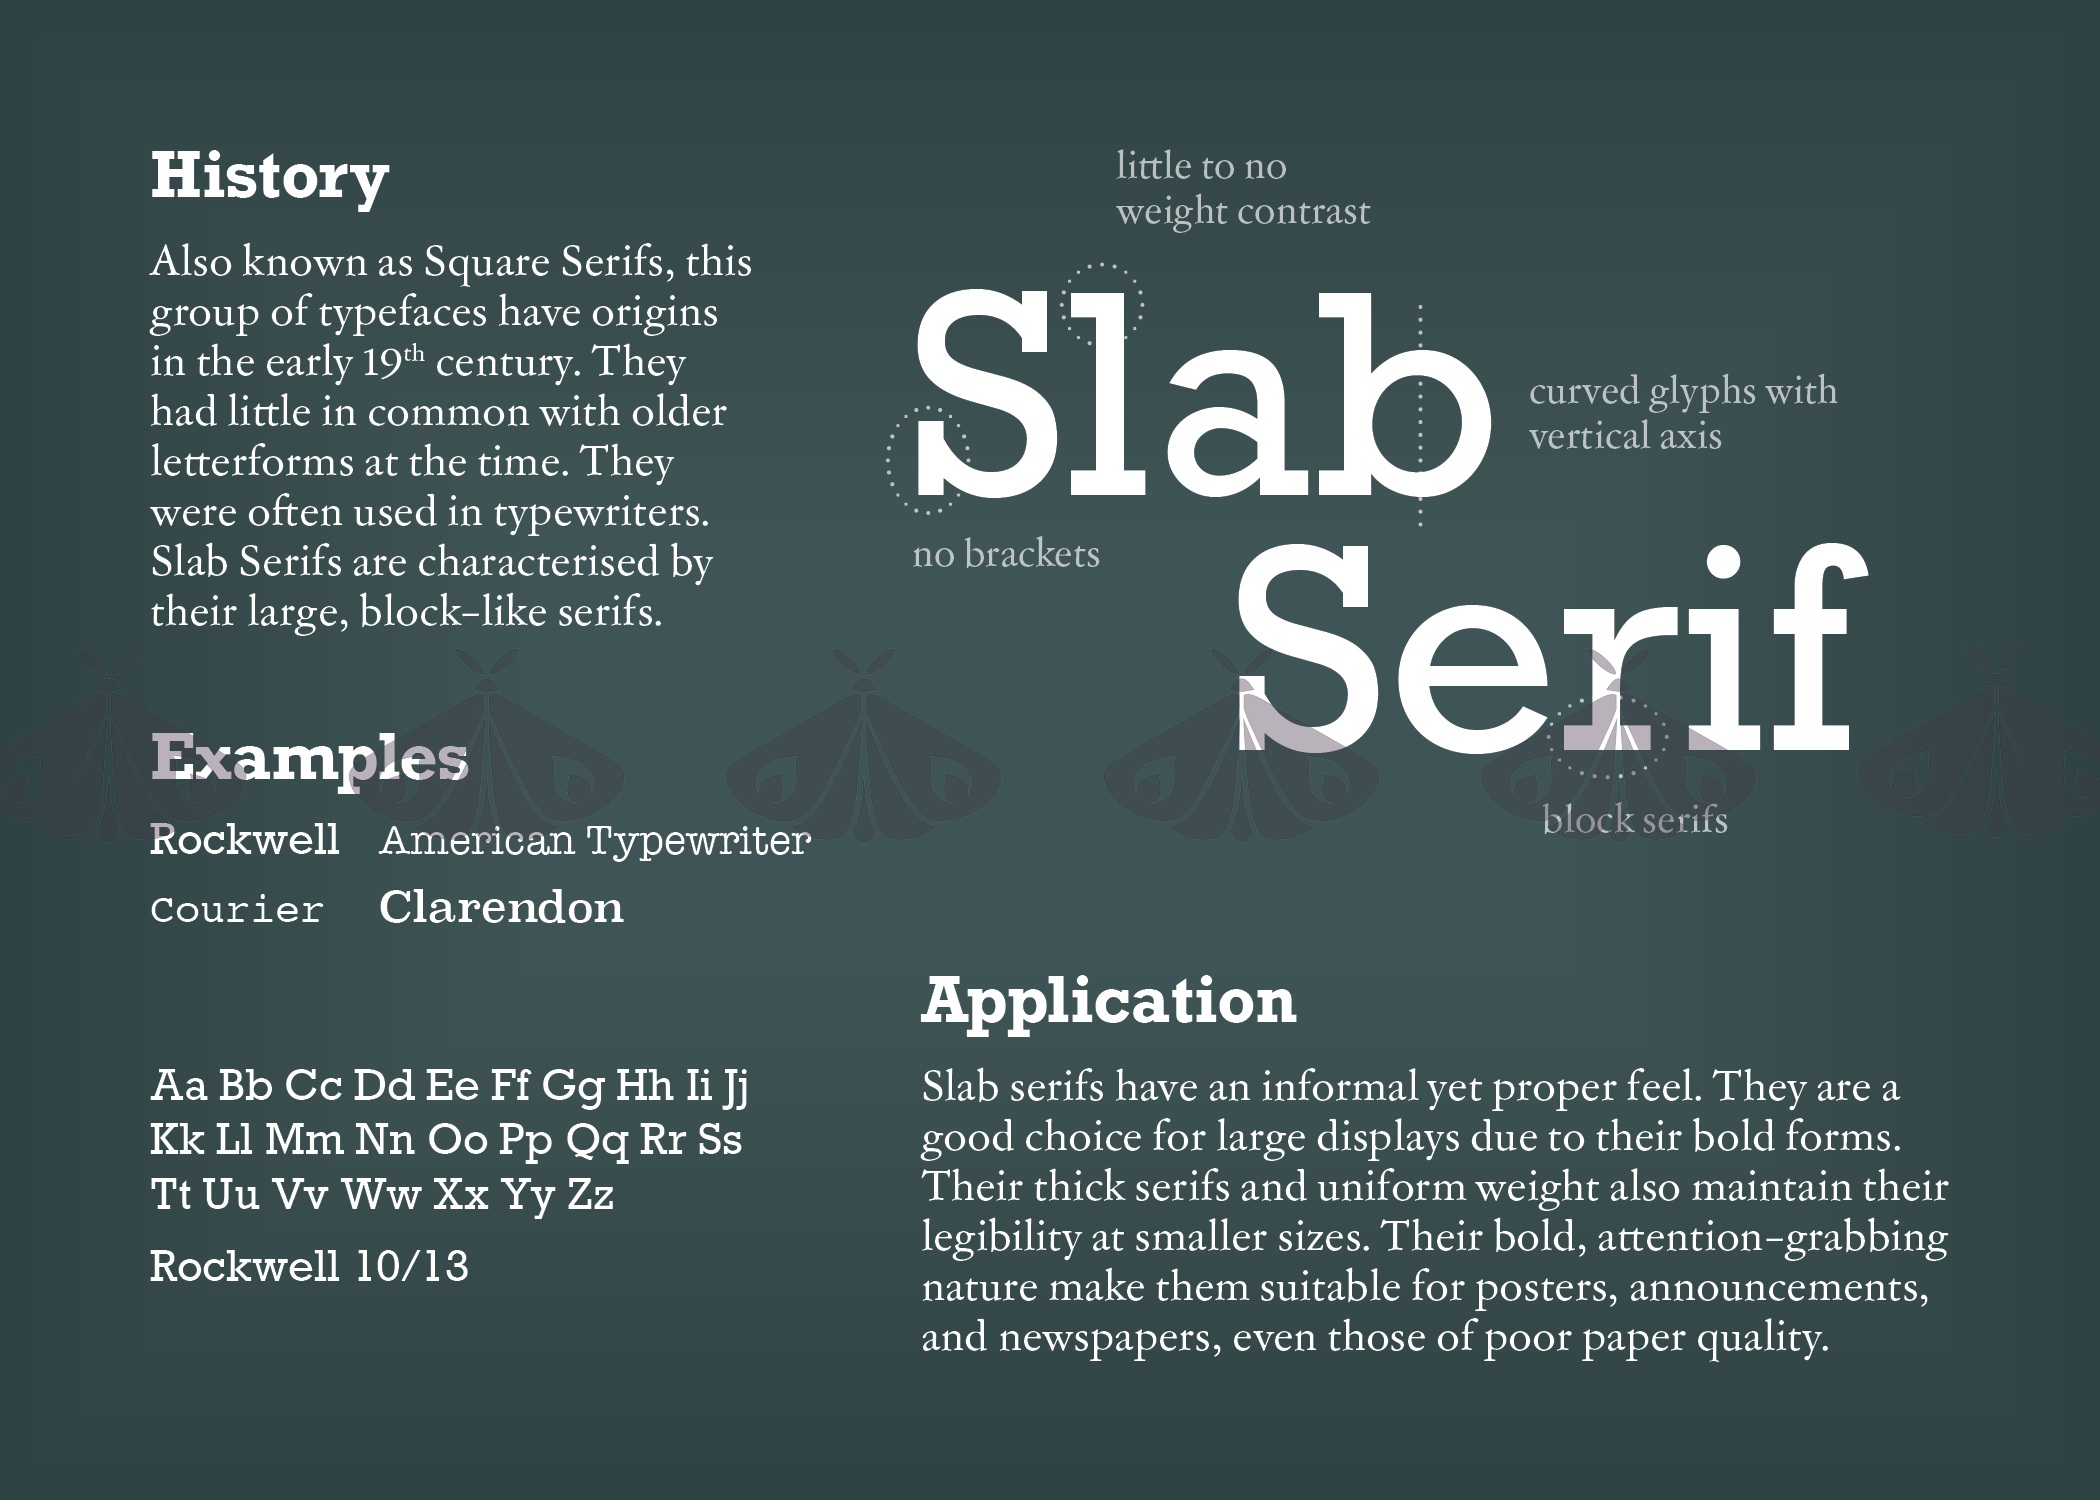 History
Also known as Square Serifs, this
group of typefaces have origins
in the early 19th century. They
had little in common with older
letterforms at the time. They
were often used in typewriters.
Slab Serifs are characterised by
their large, block-like serifs.
Examples
Rockwell American Typewriter
Courier Clarendon
Aa Bb Cc Dd Ee Ff Gg Hh Ii Jj
Kk Ll Mm Nn Oo Pp Qq Rr Ss
Tt Uu Vv Ww Xx Yy Zz
Rockwell 10/13
little to no
weight contrast
Slab
curved glyphs with
vertical axis
no brackets
Serif
block serifs
Application
Slab serifs have an informal yet proper feel. They are a
good choice for large displays due to their bold forms.
Their thick serifs and uniform weight also maintain their
legibility at smaller sizes. Their bold, attention-grabbing
nature make them suitable for posters, announcements,
and newspapers, even those of poor paper quality.